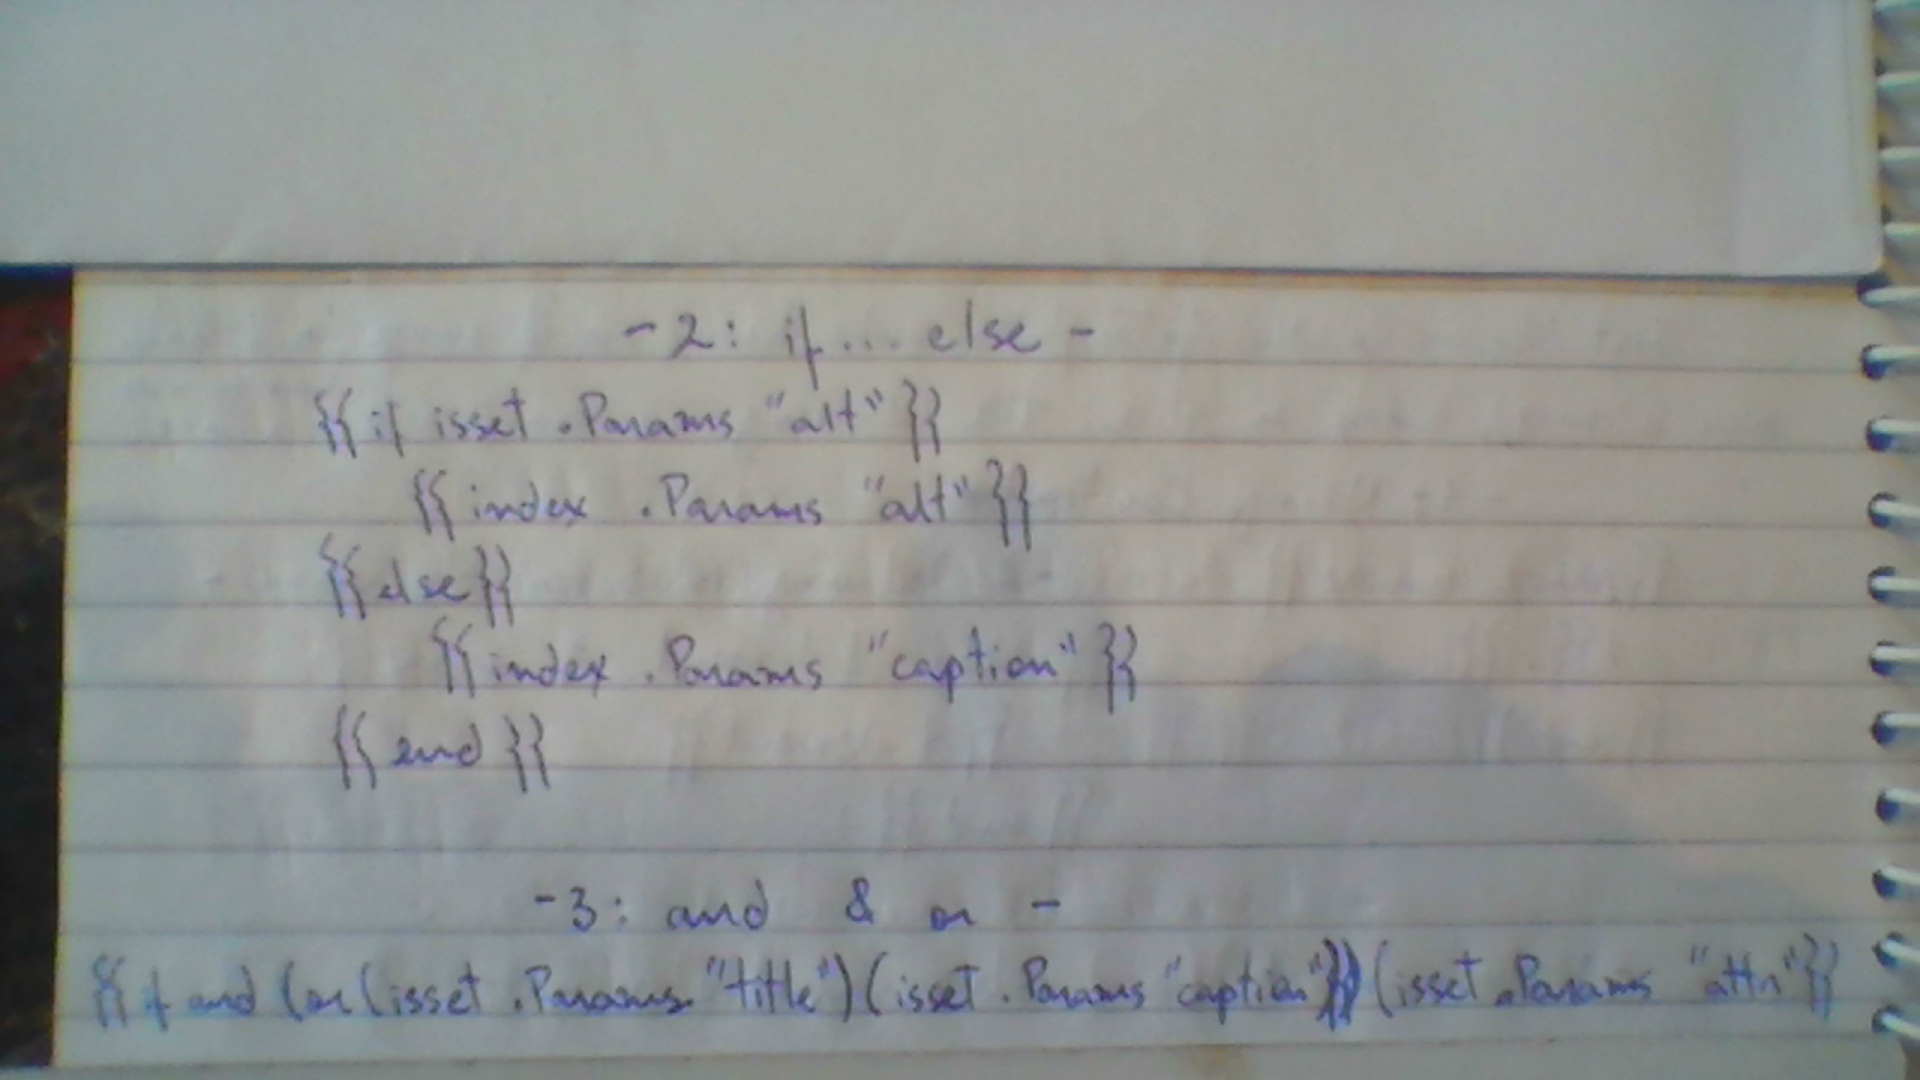 -2: if... else-
{{if isset .Params "alt"}}
{{index .Params "alt"}}
{{else}}
{{index .Params "caption"}}
{{end}}
-3: and & or -
{{if and (or (isset .Params "title") (isset .Params "caption")) (isset .Params "attr"}}